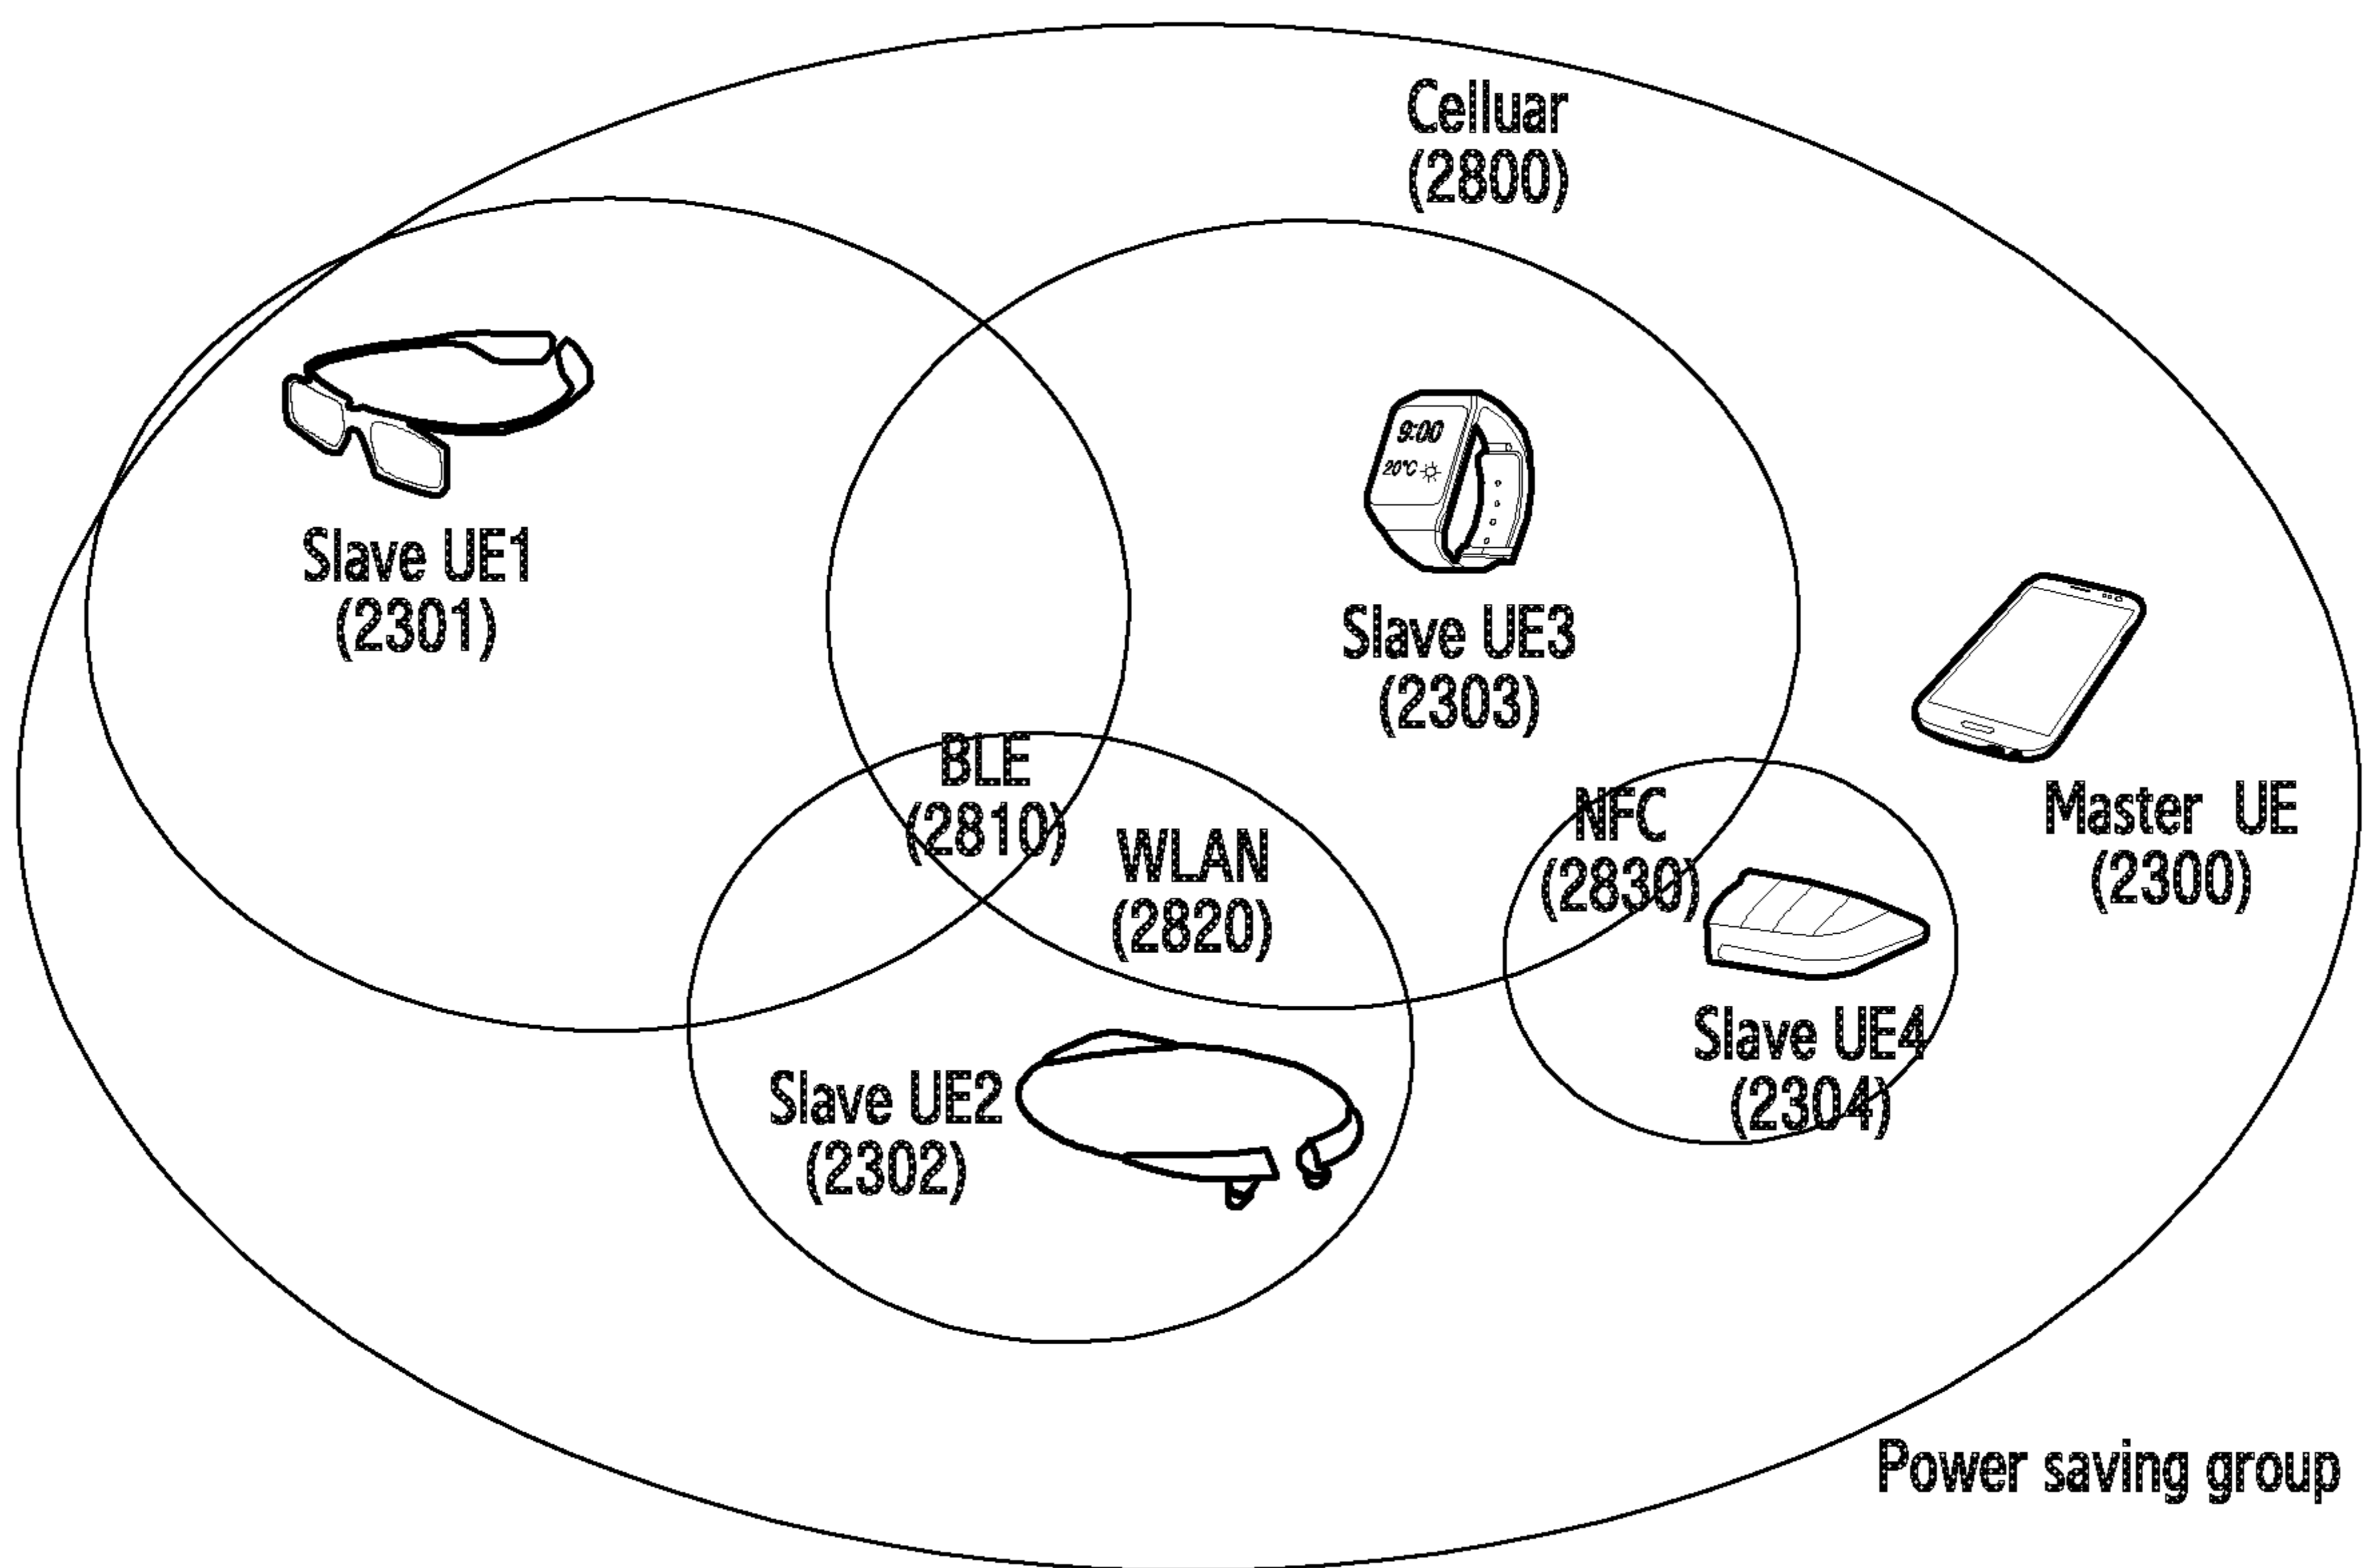 Celluar
(2800)
9:00
20°C
Slave UE1
(2301)
Slave UE3
(2303)
BLE
(2810)
WLAN
(2820)
NFC
(2830)
Master UE
(2300)
Slave UE4
(2304)
Slave UE2
(2302)
Power saving group